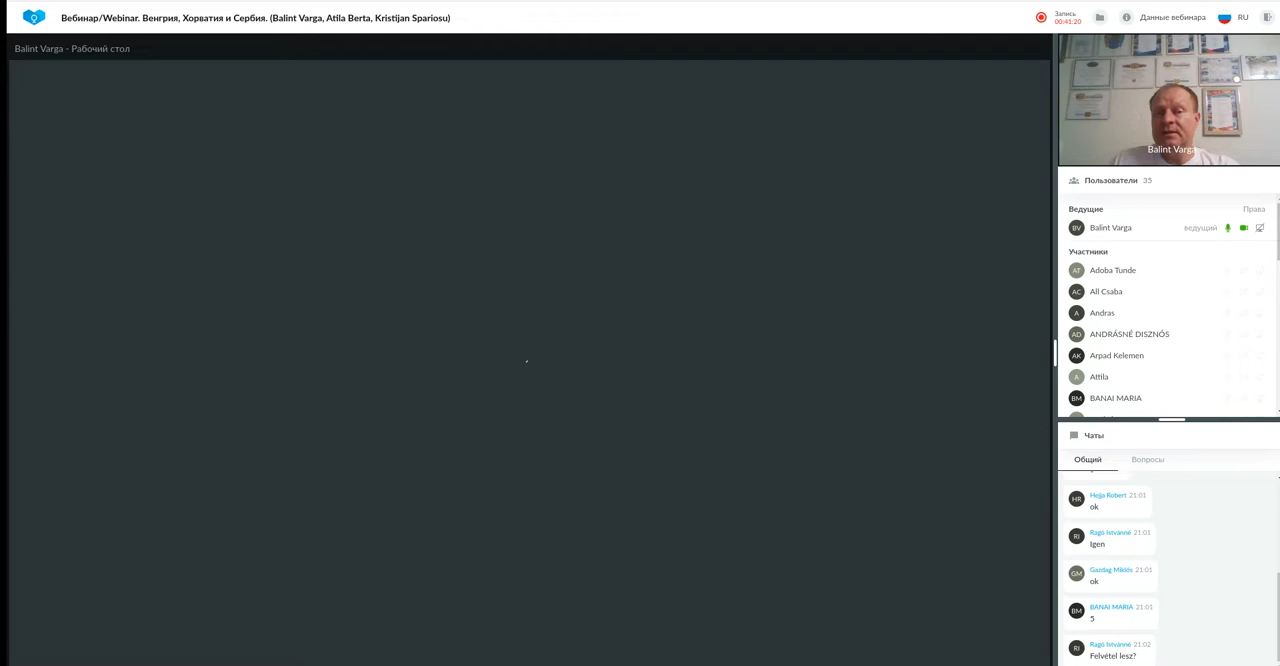 Вебинар/Webinar. Венгрия, Хорватия и Сербия. (Balint Varga, Atila Berta, Kristijan Spariosu)
Запись
00:41:20
Данные вебинара
RU
Balint Varga - Рабочий стол
Balint Varga
Пользователи 35
Ведущие Права
BV Balint Varga ведущий
Участники
AT Adoba Tunde
AC All Csaba
A Andras
AD ANDRÁSNÉ DISZNÓS
AK Arpad Kelemen
A Attila
BM BANAI MARIA
Чаты
Общий Вопросы
HR Hejja Robert 21:01
ok
RI Ragó Istvánné 21:01
Igen
GM Gazdag Miklós 21:01
ok
BM BANAI MARIA 21:01
5
RI Ragó Istvánné 21:02
Felvétel lesz?